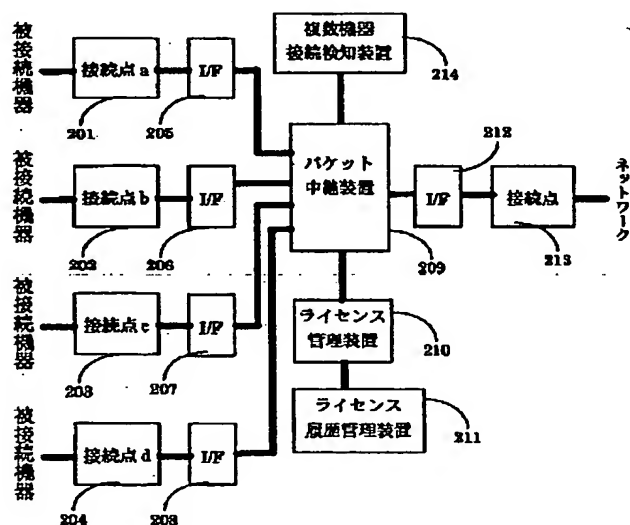 被接続機器
接続点 a
201
I/F
205
複数機器
接続検知装置
214
被接続機器
接続点 b
202
I/F
206
パケット
中継装置
209
212
I/F
接続点
213
ネットワーク
被接続機器
接続点 c
203
I/F
207
ライセンス
管理装置
210
被接続機器
接続点 d
204
I/F
208
ライセンス
履歴管理装置
211